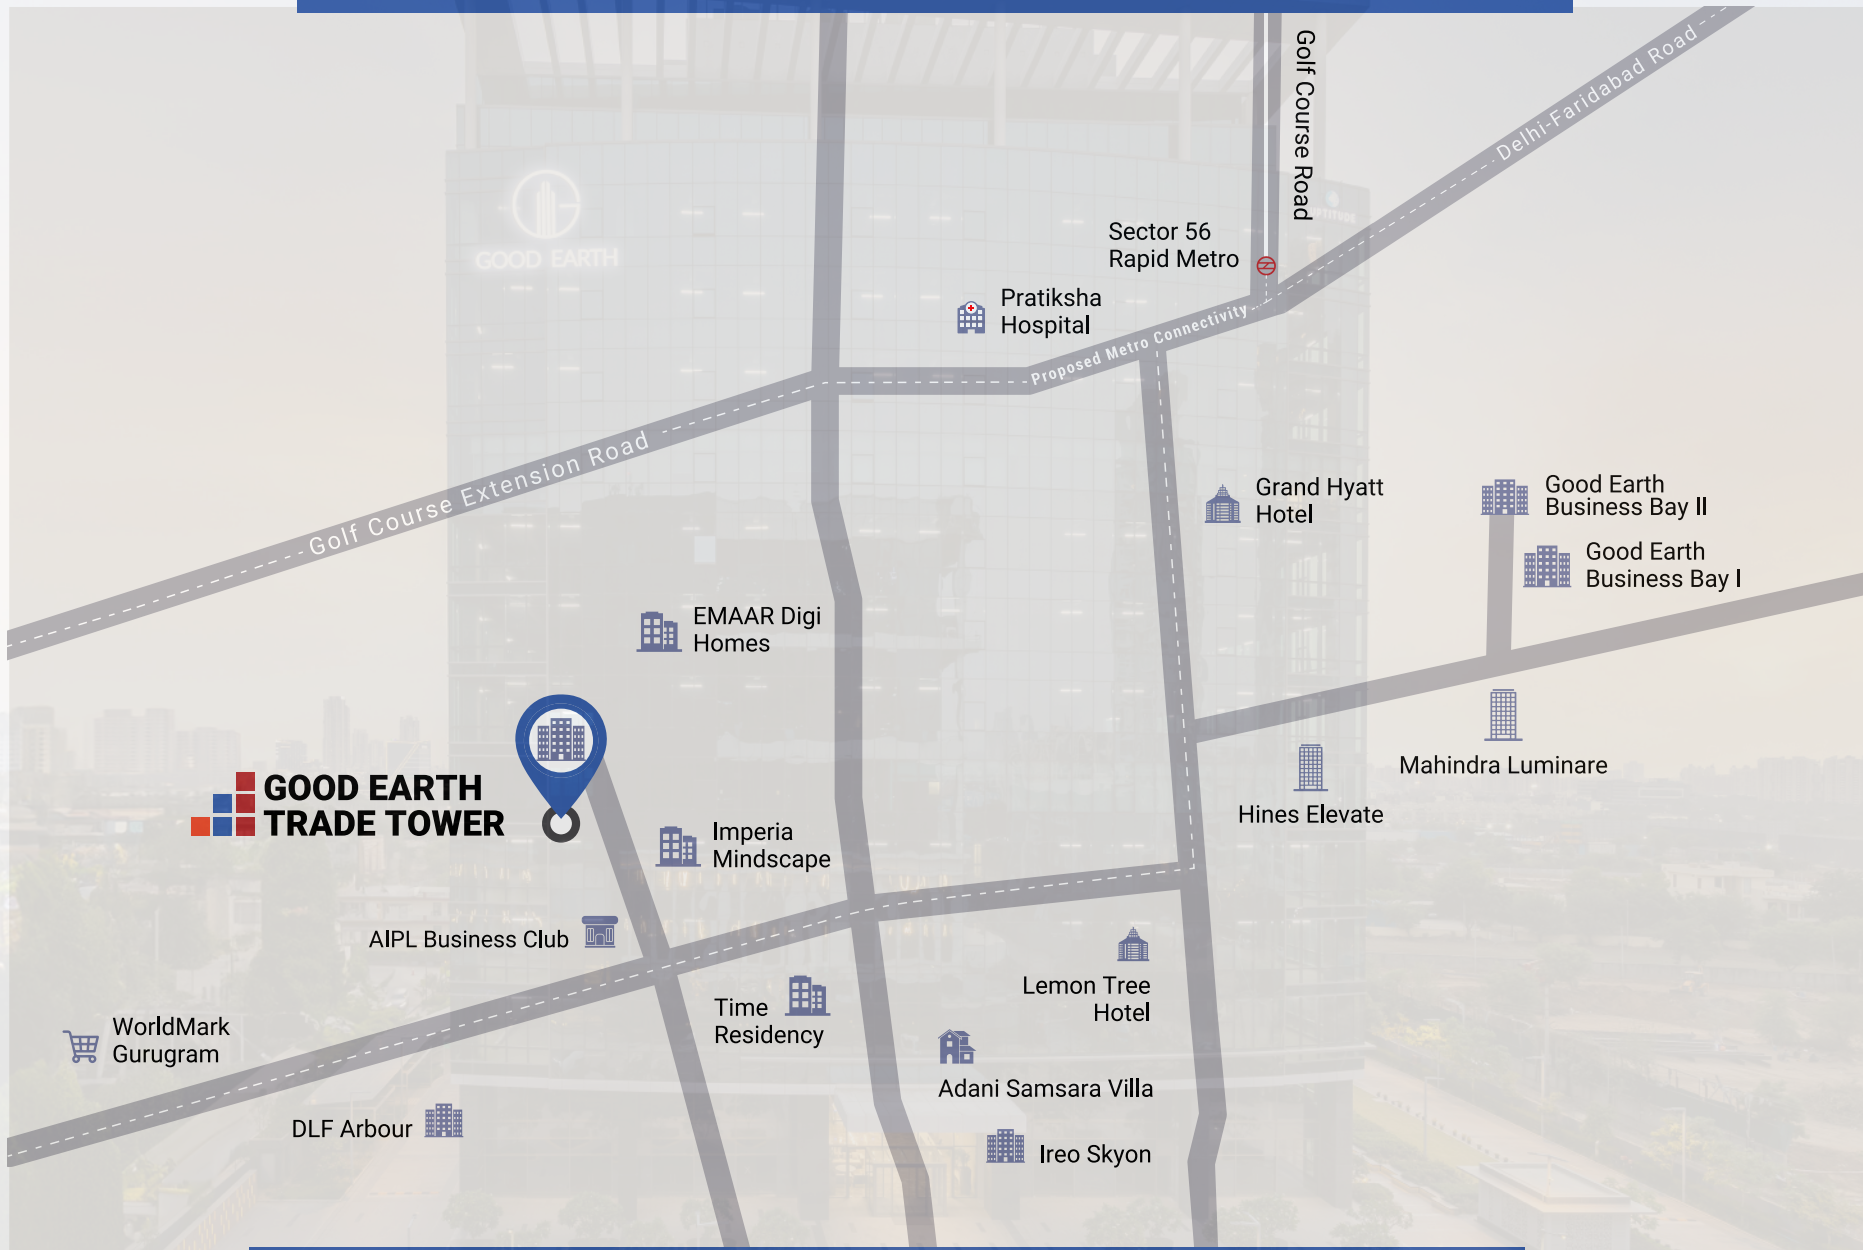 Golf Course Road
Delhi-Faridabad Road
GOOD EARTH
Sector 56
Rapid Metro
Pratiksha
Hospital
Proposed Metro Connectivity
Golf Course Extension Road
Grand Hyatt
Hotel
Good Earth
Business Bay II
Good Earth
Business Bay I
EMAAR Digi
Homes
Mahindra Luminare
Hines Elevate
GOOD EARTH
TRADE TOWER
Imperia
Mindscape
AIPL Business Club
Lemon Tree
Hotel
Time
Residency
WorldMark
Gurugram
Adani Samsara Villa
DLF Arbour
Ireo Skyon